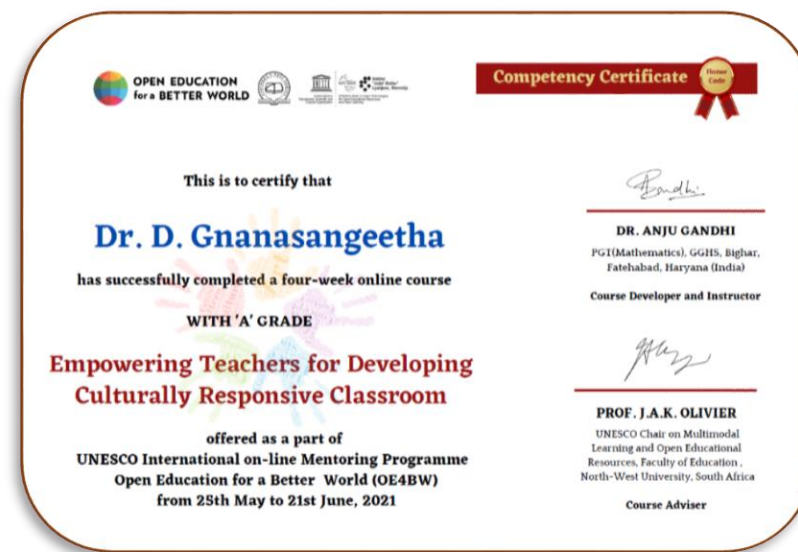 OPEN EDUCATION
for a BETTER WORLD
Competency Certificate
Honor
Code
This is to certify that
Dr. D. Gnanasangeetha
has successfully completed a four-week online course
WITH 'A' GRADE
Empowering Teachers for Developing
Culturally Responsive Classroom
offered as a part of
UNESCO International on-line Mentoring Programme
Open Education for a Better World (OE4BW)
from 25th May to 21st June, 2021
DR. ANJU GANDHI
PGT(Mathematics), GGHS, Bighar,
Fatehabad, Haryana (India)
Course Developer and Instructor
PROF. J.A.K. OLIVIER
UNESCO Chair on Multimodal
Learning and Open Educational
Resources, Faculty of Education ,
North-West University, South Africa
Course Adviser